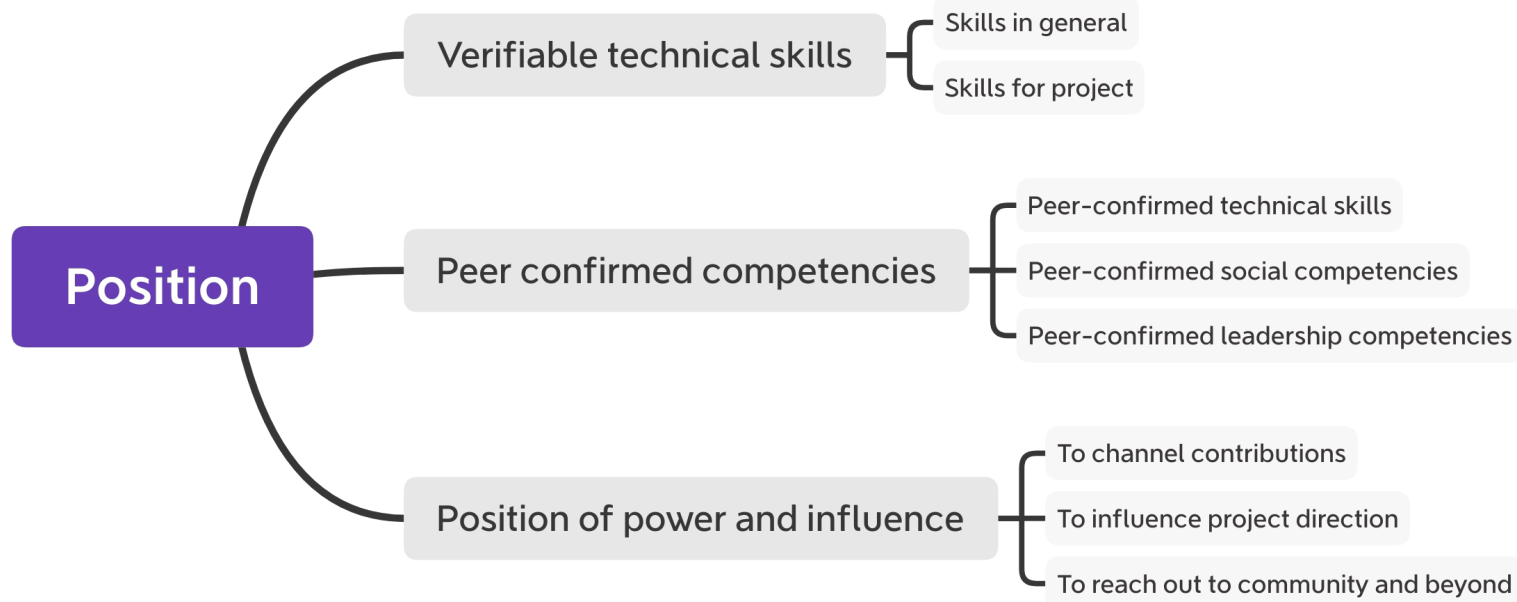 Position
Verifiable technical skills
Skills in general
Skills for project
Peer confirmed competencies
Peer-confirmed technical skills
Peer-confirmed social competencies
Peer-confirmed leadership competencies
Position of power and influence
To channel contributions
To influence project direction
To reach out to community and beyond